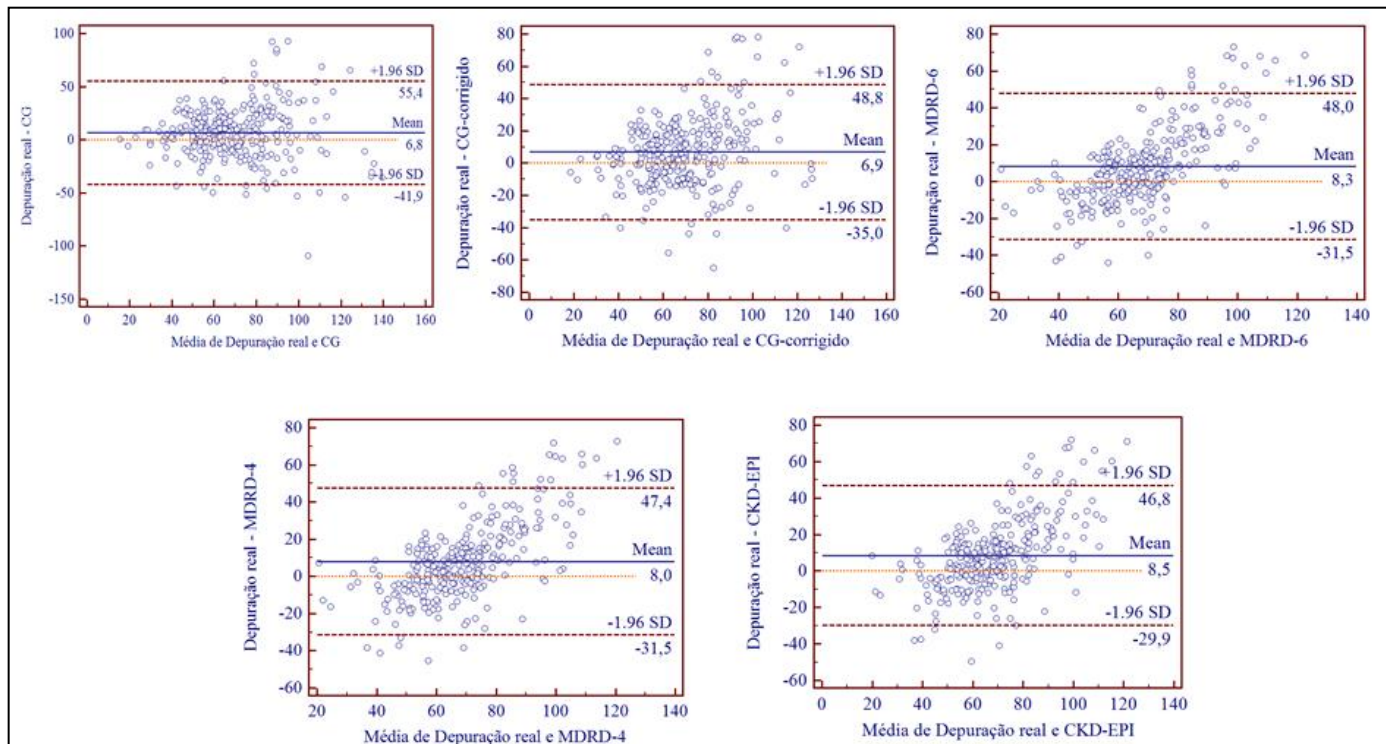 Depuração real - CG
100
50
0
-50
-100
-150
+1.96 SD
55,4
Mean
6,8
-1.96 SD
-41,9
0 20 40 60 80 100 120 140 160
Média de Depuração real e CG
Depuração real - CG-corrigido
80
60
40
20
0
-20
-40
-60
-80
+1.96 SD
48,8
Mean
6,9
-1.96 SD
-35,0
0 20 40 60 80 100 120 140 160
Média de Depuração real e CG-corrigido
Depuração real - MDRD-6
80
60
40
20
0
-20
-40
-60
+1.96 SD
48,0
Mean
8,3
-1.96 SD
-31,5
20 40 60 80 100 120 140
Média de Depuração real e MDRD-6
Depuração real - MDRD-4
80
60
40
20
0
-20
-40
-60
+1.96 SD
47,4
Mean
8,0
-1.96 SD
-31,5
20 40 60 80 100 120 140
Média de Depuração real e MDRD-4
Depuração real - CKD-EPI
80
60
40
20
0
-20
-40
-60
+1.96 SD
46,8
Mean
8,5
-1.96 SD
-29,9
0 20 40 60 80 100 120 140
Média de Depuração real e CKD-EPI